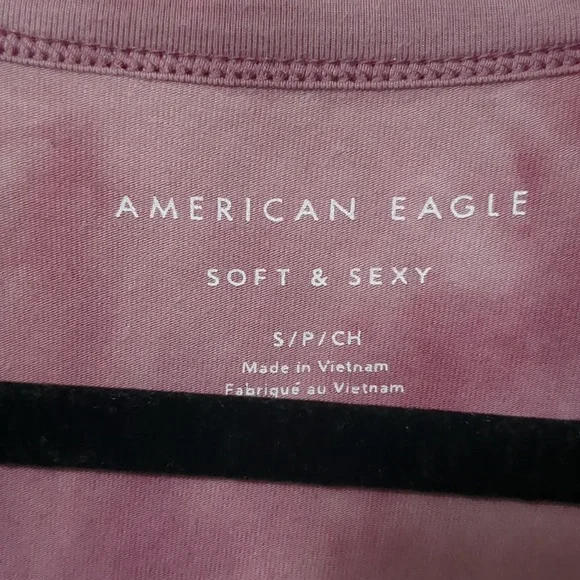 AMERICAN EAGLE
SOFT & SEXY
S/P/CH
Made in Vietnam
Fabriqué au Vietnam